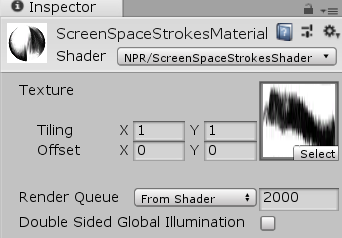 Inspector
ScreenSpaceStrokesMaterial
Shader NPR/ScreenSpaceStrokesShader
Texture
Tiling X 1 Y 1
Offset X 0 Y 0
Select
Render Queue From Shader 2000
Double Sided Global Illumination